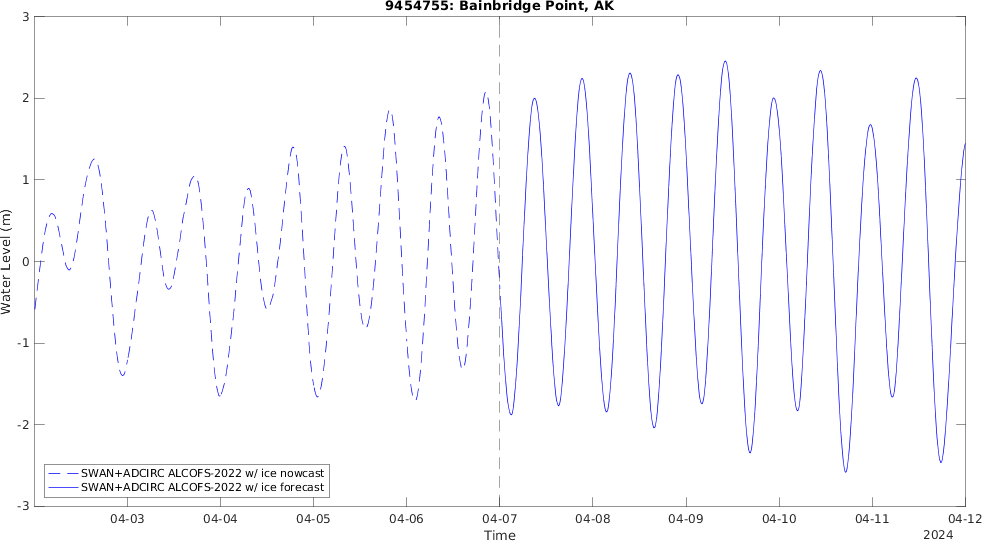 9454755: Bainbridge Point, AK
3
2
1
0
-1
-2
-3
Water Level (m)
SWAN+ADCIRC ALCOFS-2022 w/ ice nowcast
SWAN+ADCIRC ALCOFS-2022 w/ ice forecast
04-03 04-04 04-05 04-06 04-07 04-08 04-09 04-10 04-11 04-12
Time
2024